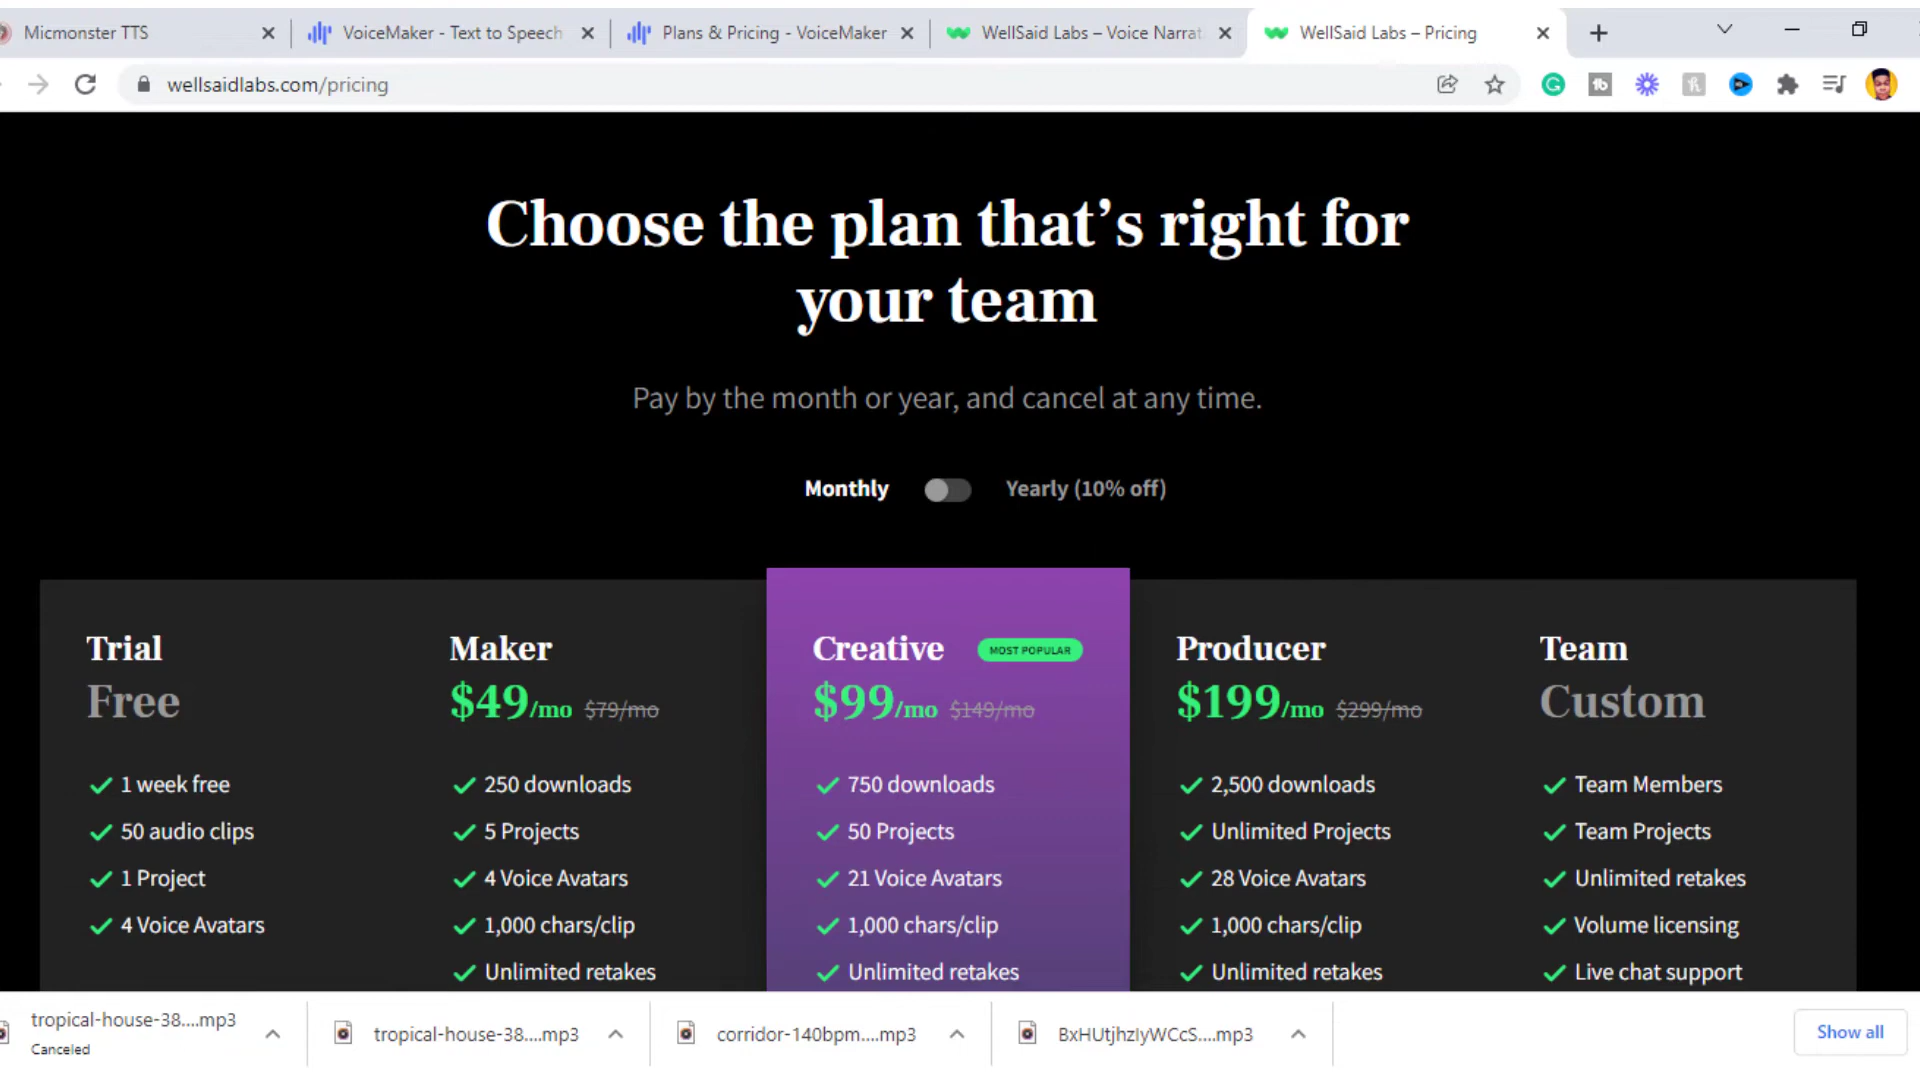 Micmonster TTS
VoiceMaker - Text to Speech
Plans & Pricing - VoiceMaker
WellSaid Labs – Voice Narrat
WellSaid Labs – Pricing
wellsaidlabs.com/pricing
Choose the plan that’s right for
your team
Pay by the month or year, and cancel at any time.
Monthly
Yearly (10% off)
Trial
Free
1 week free
50 audio clips
1 Project
4 Voice Avatars
Maker
$49/mo $79/mo
250 downloads
5 Projects
4 Voice Avatars
1,000 chars/clip
Unlimited retakes
Creative
MOST POPULAR
$99/mo $149/mo
750 downloads
50 Projects
21 Voice Avatars
1,000 chars/clip
Unlimited retakes
Producer
$199/mo $299/mo
2,500 downloads
Unlimited Projects
28 Voice Avatars
1,000 chars/clip
Unlimited retakes
Team
Custom
Team Members
Team Projects
Unlimited retakes
Volume licensing
Live chat support
tropical-house-38....mp3
Canceled
tropical-house-38....mp3
corridor-140bpm....mp3
BxHUtjhzIyWCcS....mp3
Show all